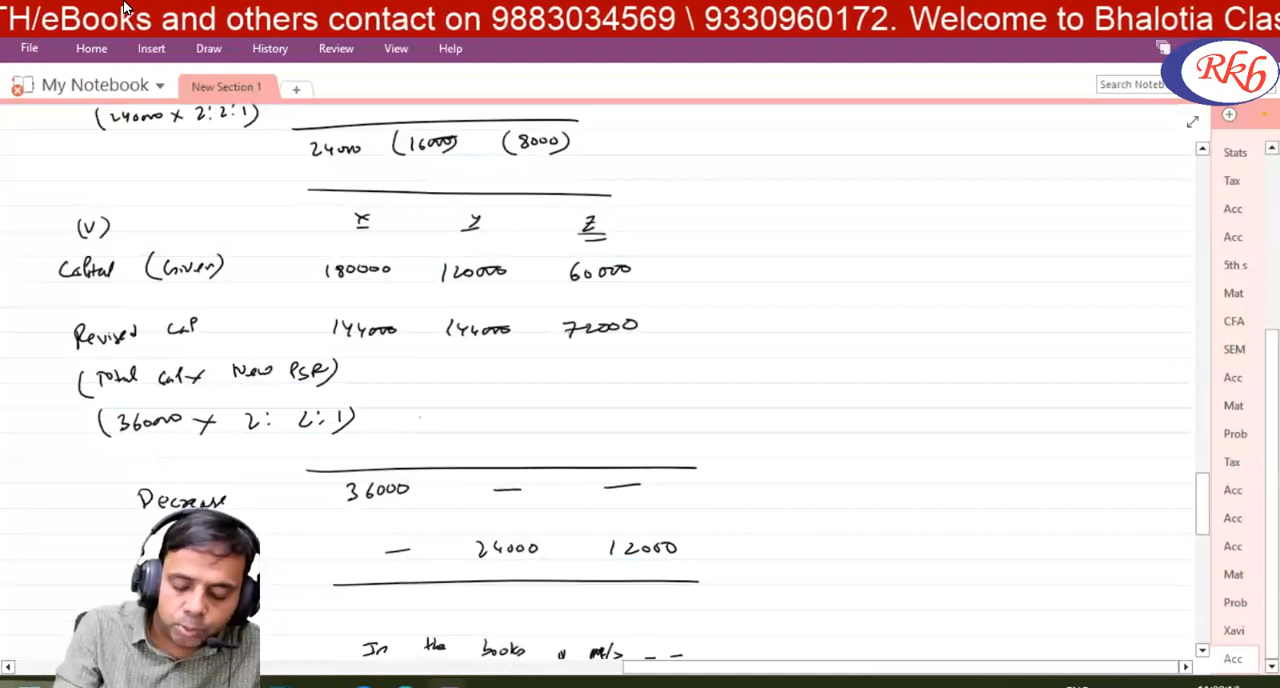 TH/eBooks and others contact on 9883034569 \ 9330960172. Welcome to Bhalotia Clas
File Home Insert Draw History Review View Help
Rkb
My Notebook New Section 1 +
Search Noteb
(24000 x 2:2:1)
24000 (16000) (8000)
(V) X Y Z
Capital (Given) 180000 120000 60000
Revised Cap 144000 144000 72000
(Total Cap x New PSR)
(36000 x 2: 2:1)
Decrease 36000 — —
— 24000 12000
In the books of M/s — —
Stats
Tax
Acc
Acc
5th s
Mat
CFA
SEM
Acc
Mat
Prob
Tax
Acc
Acc
Acc
Mat
Prob
Xavi
Acc